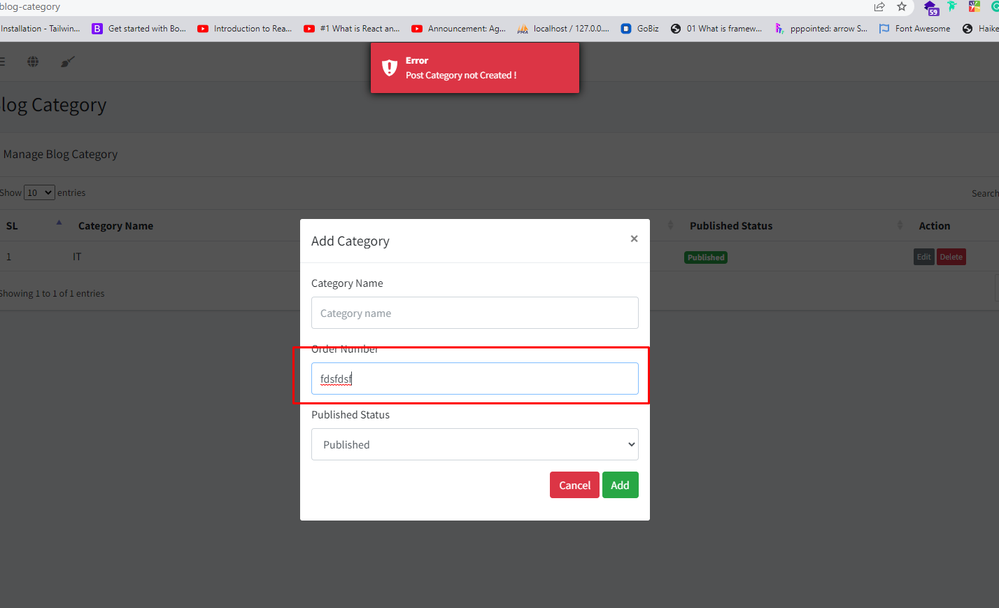 blog-category
Installation - Tailwin... Get started with Bo... Introduction to Rea... #1 What is React an... Announcement: Ag... localhost / 127.0.0.... GoBiz 01 What is framew... pppointed: arrow S... Font Awesome Haike
59
PMA
Error
Post Category not Created !
log Category
Manage Blog Category
Show 10 entries
Search
SL Category Name Published Status Action
1 IT Published Edit Delete
Showing 1 to 1 of 1 entries
Add Category ×
Category Name
Category name
Order Number
fdsfdsf
Published Status
Published
Cancel Add